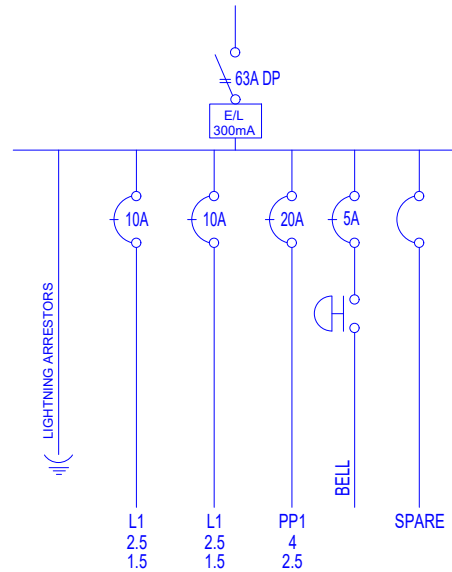 63A DP
E/L
300mA
10A
10A
20A
5A
LIGHTNING ARRESTORS
BELL
L1
2.5
1.5
L1
2.5
1.5
PP1
4
2.5
SPARE